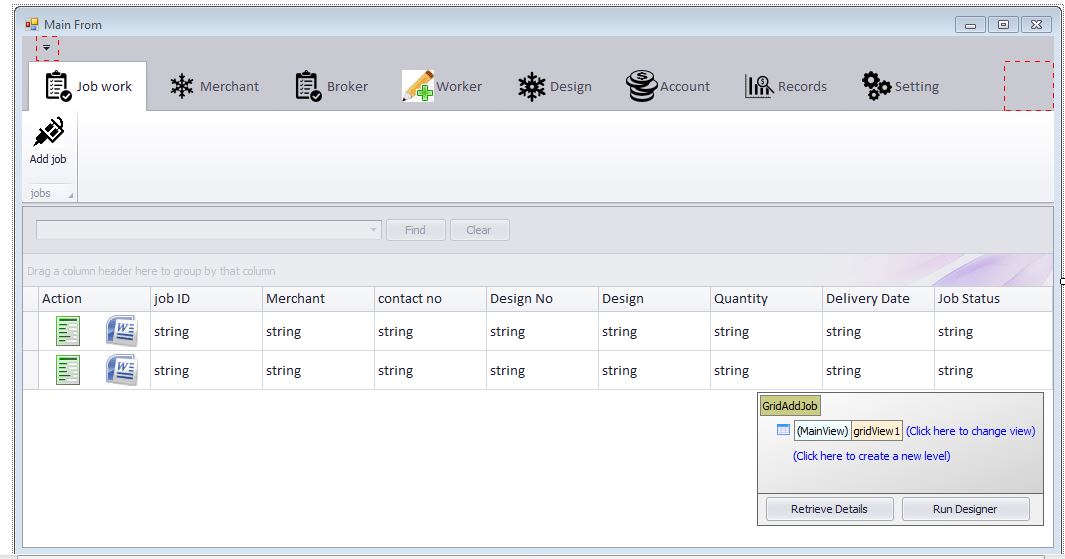 Main From
Job work Merchant Broker Worker Design Account Records Setting
Add job
jobs
Find Clear
Drag a column header here to group by that column
Action job ID Merchant contact no Design No Design Quantity Delivery Date Job Status
W string string string string string string string string
W string string string string string string string string
GridAddJob
(MainView) gridView1 (Click here to change view)
(Click here to create a new level)
Retrieve Details Run Designer